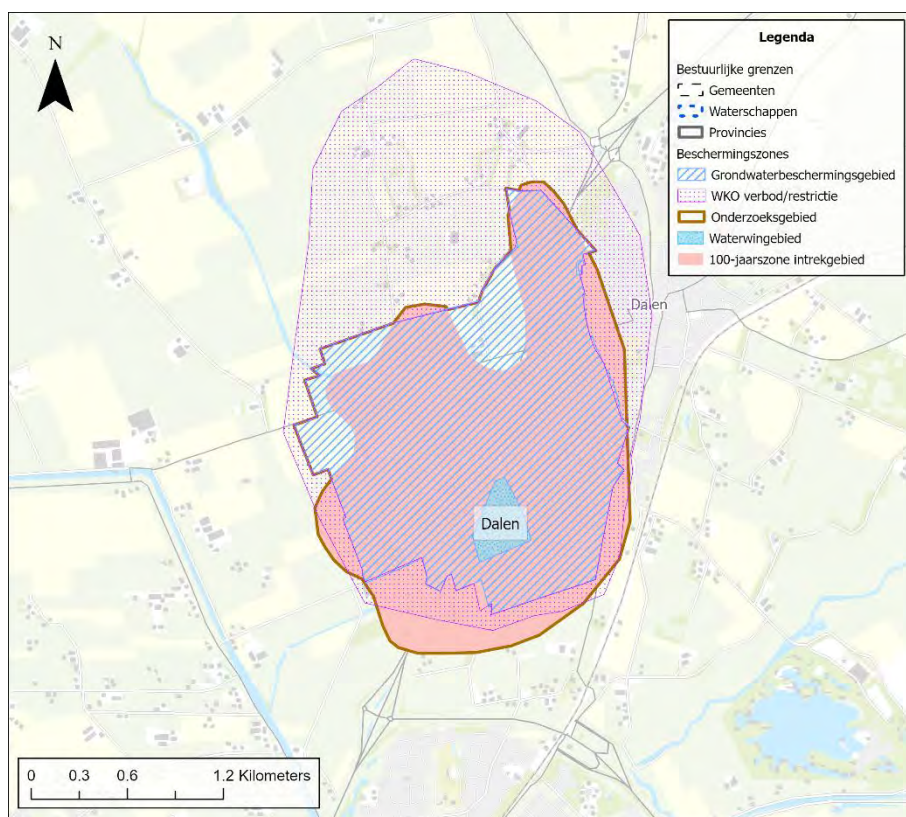 N
Legenda
Bestuurlijke grenzen
Gemeenten
Waterschappen
Provincies
Beschermingszones
Grondwaterbeschermingsgebied
WKO verbod/restrictie
Onderzoeksgebied
Waterwingebied
100-jaarszone intrekgebied
Dalen
Dalen
0 0.3 0.6 1.2 Kilometers